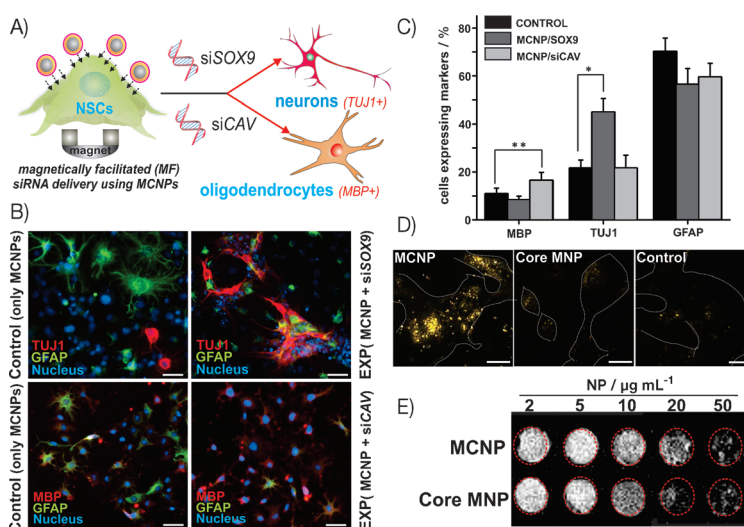 A)
siSOX9
NSCs
neurons (TUJ1+)
siCAV
magnet
magnetically facilitated (MF)
siRNA delivery using MCNPs
oligodendrocytes (MBP+)
B)
Control (only MCNPs)
TUJ1
GFAP
Nucleus
EXP( MCNP + siSOX9)
TUJ1
GFAP
Nucleus
Control (only MCNPs)
MBP
GFAP
Nucleus
EXP( MCNP + siCAV)
MBP
GFAP
Nucleus
C)
CONTROL
MCNP/SOX9
MCNP/siCAV
cells expressing markers / %
80
60
40
20
0
**
*
MBP
TUJ1
GFAP
D)
MCNP
Core MNP
Control
E)
NP / µg mL-1
2 5 10 20 50
MCNP
Core MNP